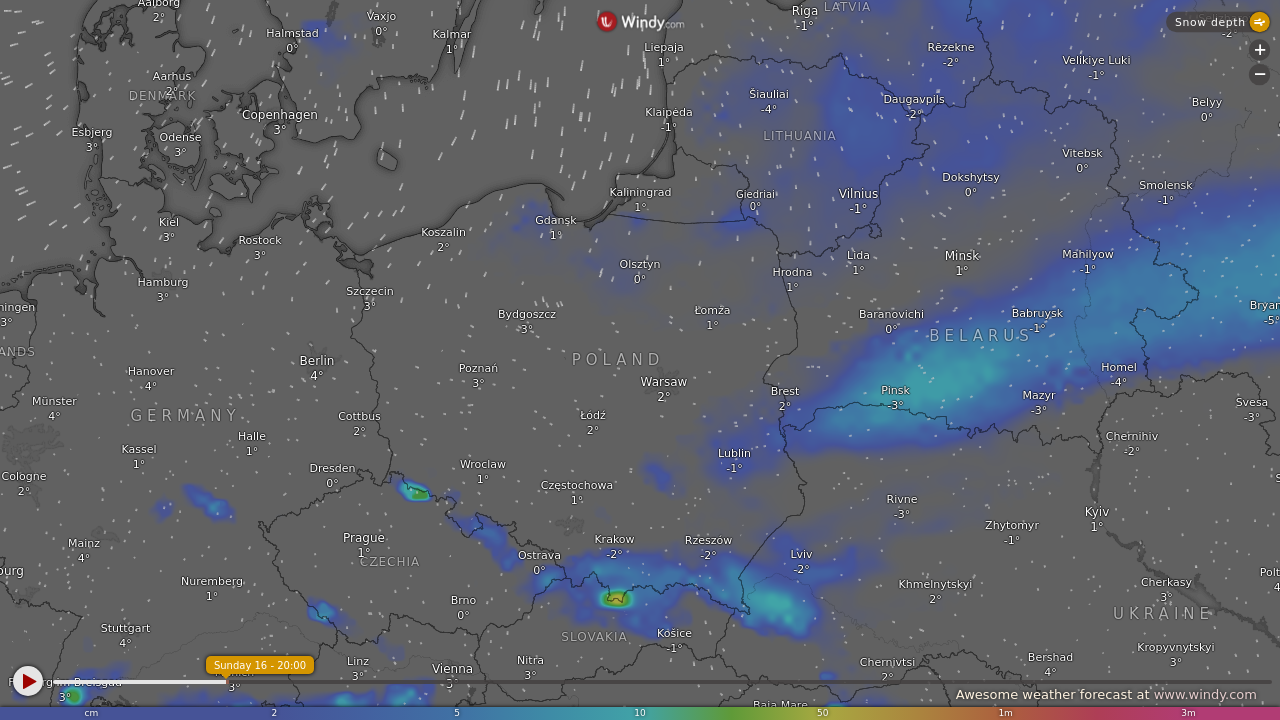 Aalborg
2°
Vaxjo
0°
Halmstad
0°
Kalmar
1°
Windy.com
Liepaja
1°
Riga
-1°
LATVIA
Snow depth
-2°
+
−
Rēzekne
-2°
Velikiye Luki
-1°
Aarhus
2°
DENMARK
Copenhagen
3°
Esbjerg
3°
Odense
3°
Klaipėda
-1°
Šiauliai
-4°
Daugavpils
-2°
Belyy
0°
LITHUANIA
Vitebsk
0°
Dokshytsy
0°
Smolensk
-1°
Kaliningrad
1°
Giedriai
0°
Vilnius
-1°
Kiel
3°
Rostock
3°
Koszalin
2°
Gdansk
1°
Olsztyn
0°
Hrodna
1°
Lida
1°
Minsk
1°
Mahilyow
-1°
Hamburg
3°
Szczecin
3°
ningen
3°
Bydgoszcz
3°
Łomża
1°
Baranovichi
0°
Babruysk
-1°
Bryan
-5°
BELARUS
ANDS
POLAND
Hanover
4°
Berlin
4°
Poznań
3°
Warsaw
2°
Brest
2°
Pinsk
-3°
Homel
-4°
Mazyr
-3°
Münster
4°
GERMANY
Cottbus
2°
Łódź
2°
Svesa
-3°
Kassel
1°
Halle
1°
Chernihiv
-2°
Cologne
2°
Dresden
0°
Wroclaw
1°
Lublin
-1°
Częstochowa
1°
Rivne
-3°
Zhytomyr
-1°
Kyiv
1°
Mainz
4°
Prague
1°
CZECHIA
Ostrava
0°
Krakow
-2°
Rzeszów
-2°
Lviv
-2°
ourg
Nuremberg
1°
Brno
0°
Khmelnytskyi
2°
Cherkasy
3°
Polt
4
UKRAINE
Stuttgart
4°
SLOVAKIA
Košice
-1°
Linz
3°
Vienna
3°
Nitra
3°
Chernivtsi
2°
Bershad
4°
Kropyvnytskyi
3°
Sunday 16 - 20:00
3°
3°
Awesome weather forecast at www.windy.com
Baia Mare
cm 2 5 10 50 1m 3m